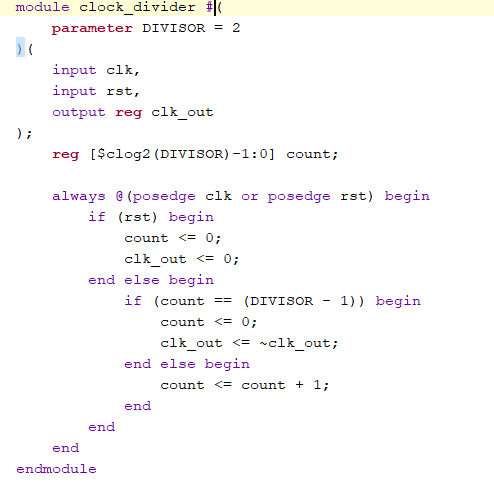 module clock_divider #(
    parameter DIVISOR = 2
)(
    input clk,
    input rst,
    output reg clk_out
);
    reg [$clog2(DIVISOR)-1:0] count;

    always @(posedge clk or posedge rst) begin
        if (rst) begin
            count <= 0;
            clk_out <= 0;
        end else begin
            if (count == (DIVISOR - 1)) begin
                count <= 0;
                clk_out <= ~clk_out;
            end else begin
                count <= count + 1;
            end
        end
    end
endmodule